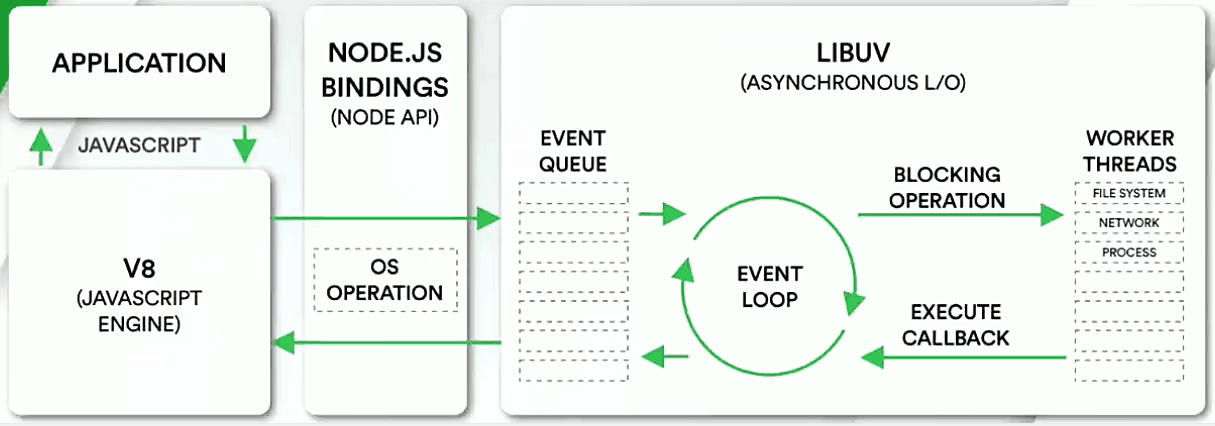 APPLICATION
JAVASCRIPT
V8
(JAVASCRIPT
ENGINE)
NODE.JS
BINDINGS
(NODE API)
OS
OPERATION
LIBUV
(ASYNCHRONOUS L/O)
EVENT
QUEUE
EVENT
LOOP
BLOCKING
OPERATION
EXECUTE
CALLBACK
WORKER
THREADS
FILE SYSTEM
NETWORK
PROCESS